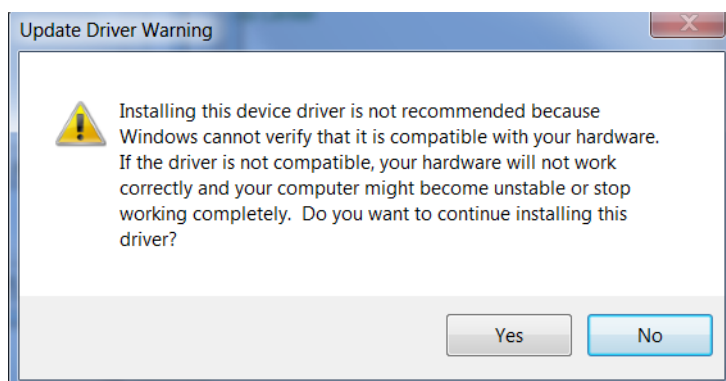 Update Driver Warning
Installing this device driver is not recommended because
Windows cannot verify that it is compatible with your hardware.
If the driver is not compatible, your hardware will not work
correctly and your computer might become unstable or stop
working completely.  Do you want to continue installing this
driver?
Yes
No